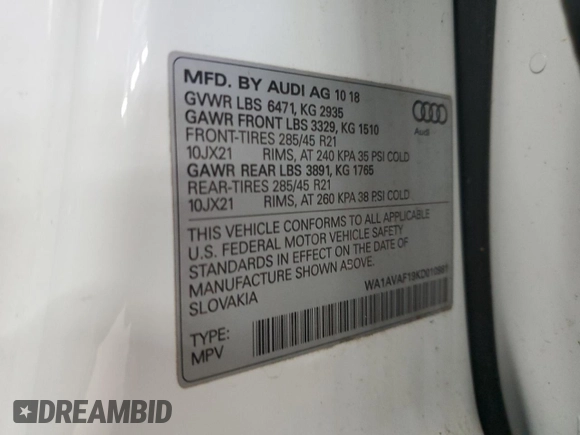 MFD. BY AUDI AG 10 18
GVWR LBS 6471, KG 2935
GAWR FRONT LBS 3329, KG 1510
FRONT-TIRES 285/45 R21
10JX21 RIMS, AT 240 KPA 35 PSI COLD
GAWR REAR LBS 3891, KG 1765
REAR-TIRES 285/45 R21
10JX21 RIMS, AT 260 KPA 38 PSI COLD
Audi
THIS VEHICLE CONFORMS TO ALL APPLICABLE
U.S. FEDERAL MOTOR VEHICLE SAFETY
STANDARDS IN EFFECT ON THE DATE OF
MANUFACTURE SHOWN ABOVE.
SLOVAKIA
TYPE:
MPV
DREAMBID